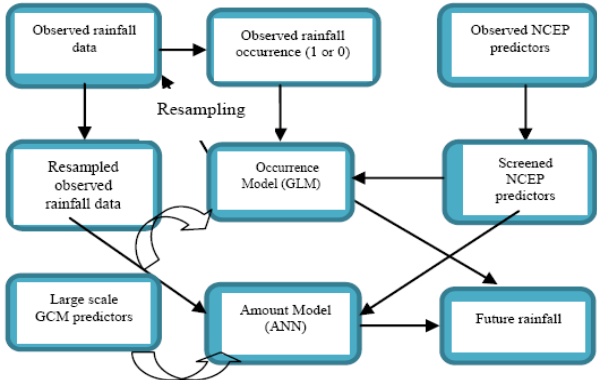 Observed rainfall
data
Observed rainfall
occurrence (1 or 0)
Observed NCEP
predictors
Resampling
Resampled
observed
rainfall data
Occurrence
Model (GLM)
Screened
NCEP
predictors
Large scale
GCM predictors
Amount Model
(ANN)
Future rainfall